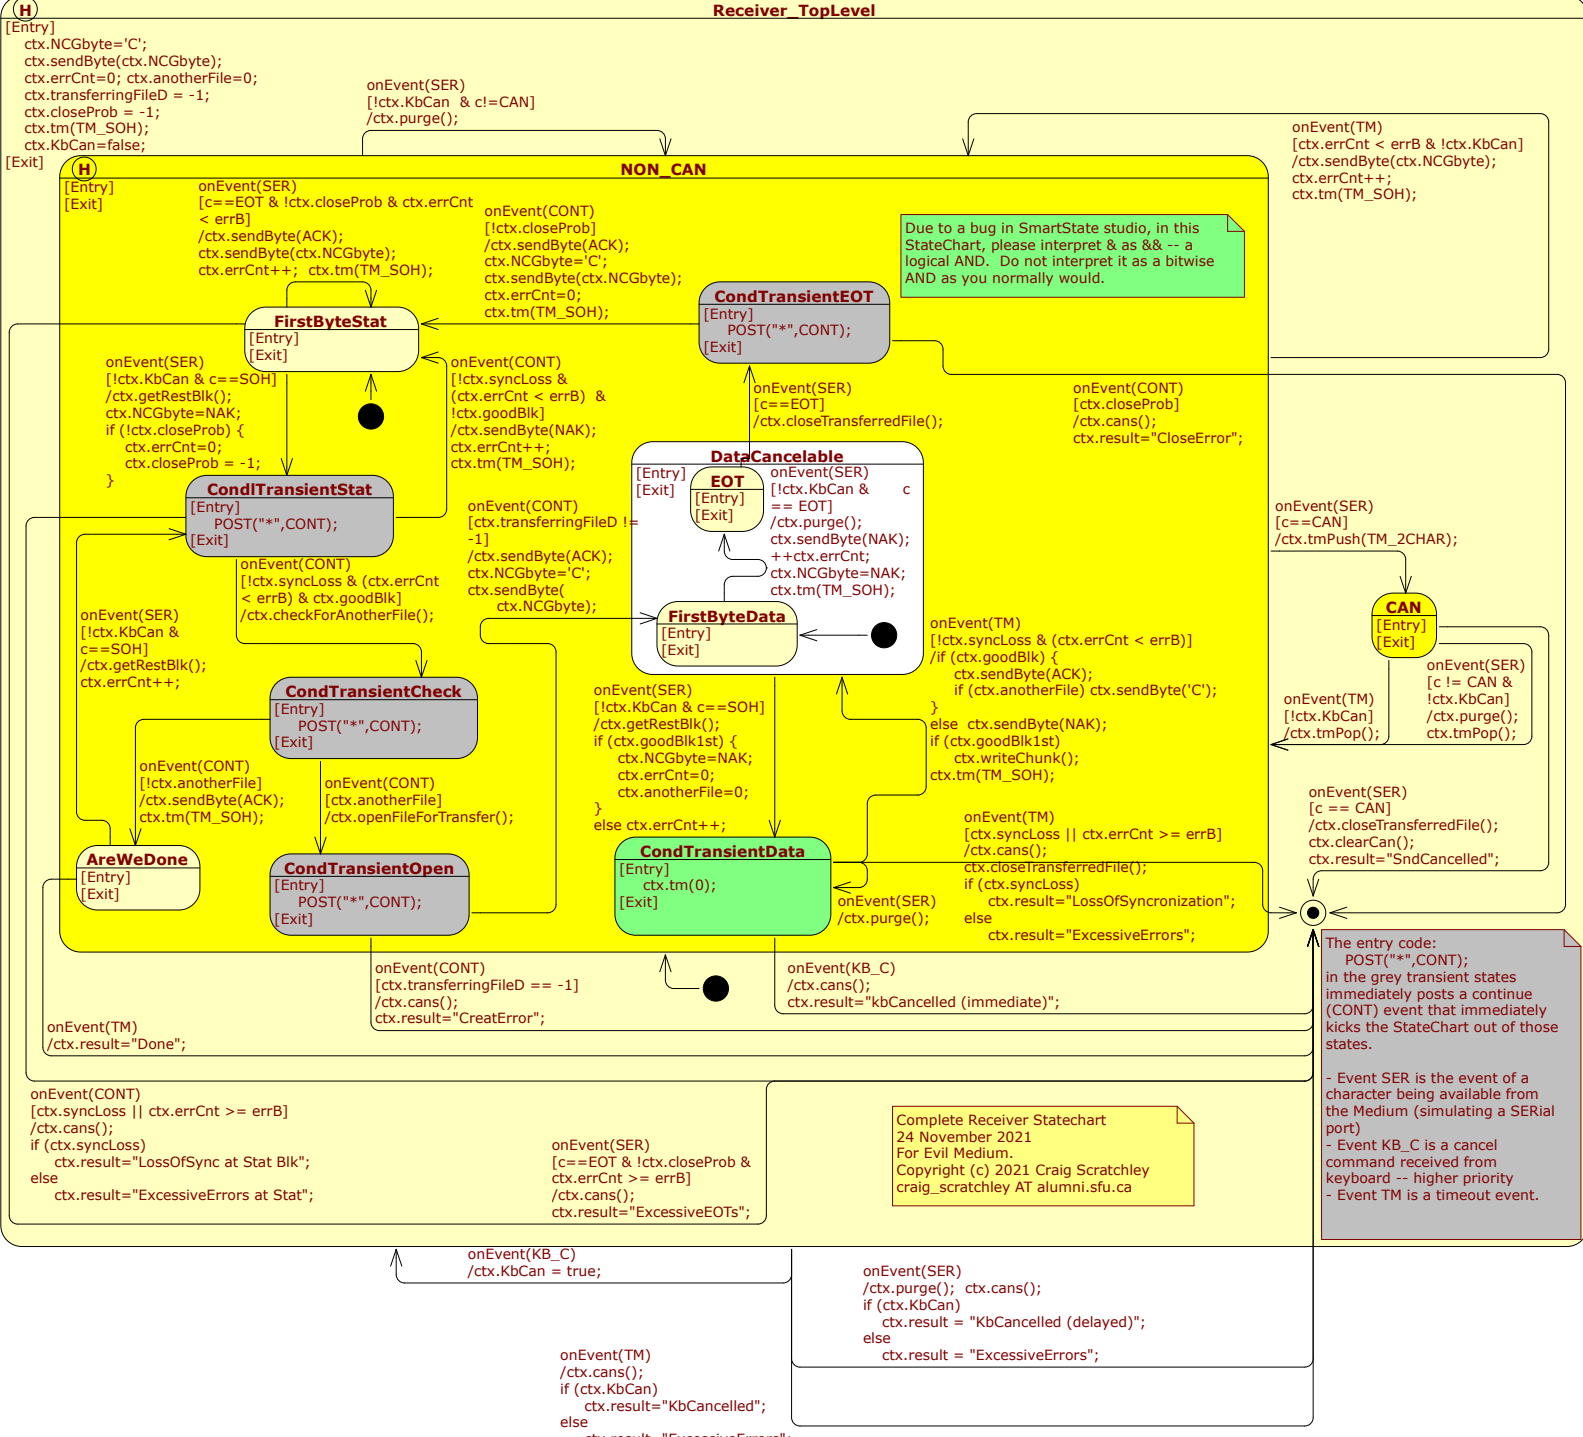 H
Receiver_TopLevel
[Entry]
ctx.NCGbyte='C';
ctx.sendByte(ctx.NCGbyte);
ctx.errCnt=0; ctx.anotherFile=0;
ctx.transferringFileD = -1;
ctx.closeProb = -1;
ctx.tm(TM_SOH);
ctx.KbCan=false;
[Exit]
onEvent(SER)
[!ctx.KbCan  & c!=CAN]
/ctx.purge();
onEvent(TM)
[ctx.errCnt < errB & !ctx.KbCan]
/ctx.sendByte(ctx.NCGbyte);
ctx.errCnt++;
ctx.tm(TM_SOH);
H
NON_CAN
[Entry]
[Exit]
onEvent(SER)
[c==EOT & !ctx.closeProb & ctx.errCnt
< errB]
/ctx.sendByte(ACK);
ctx.sendByte(ctx.NCGbyte);
ctx.errCnt++;  ctx.tm(TM_SOH);
onEvent(CONT)
[!ctx.closeProb]
/ctx.sendByte(ACK);
ctx.NCGbyte='C';
ctx.sendByte(ctx.NCGbyte);
ctx.errCnt=0;
ctx.tm(TM_SOH);
Due to a bug in SmartState studio, in this
StateChart, please interpret & as && -- a
logical AND.  Do not interpret it as a bitwise
AND as you normally would.
CondTransientEOT
[Entry]
POST("*",CONT);
[Exit]
FirstByteStat
[Entry]
[Exit]
onEvent(SER)
[!ctx.KbCan & c==SOH]
/ctx.getRestBlk();
ctx.NCGbyte=NAK;
if (!ctx.closeProb) {
ctx.errCnt=0;
ctx.closeProb = -1;
}
onEvent(CONT)
[!ctx.syncLoss &
(ctx.errCnt < errB)  &
!ctx.goodBlk]
/ctx.sendByte(NAK);
ctx.errCnt++;
ctx.tm(TM_SOH);
onEvent(SER)
[c==EOT]
/ctx.closeTransferredFile();
onEvent(CONT)
[ctx.closeProb]
/ctx.cans();
ctx.result="CloseError";
DataCancelable
[Entry]
[Exit]
EOT
[Entry]
[Exit]
onEvent(SER)
[!ctx.KbCan &        c
== EOT]
/ctx.purge();
ctx.sendByte(NAK);
++ctx.errCnt;
ctx.NCGbyte=NAK;
ctx.tm(TM_SOH);
CondlTransientStat
[Entry]
POST("*",CONT);
[Exit]
onEvent(CONT)
[ctx.transferringFileD !=
-1]
/ctx.sendByte(ACK);
ctx.NCGbyte='C';
ctx.sendByte(
ctx.NCGbyte);
onEvent(SER)
[c==CAN]
/ctx.tmPush(TM_2CHAR);
onEvent(CONT)
[!ctx.syncLoss & (ctx.errCnt
< errB) & ctx.goodBlk]
/ctx.checkForAnotherFile();
onEvent(SER)
[!ctx.KbCan &
c==SOH]
/ctx.getRestBlk();
ctx.errCnt++;
FirstByteData
[Entry]
[Exit]
CAN
[Entry]
[Exit]
onEvent(TM)
[!ctx.syncLoss & (ctx.errCnt < errB)]
/if (ctx.goodBlk) {
ctx.sendByte(ACK);
if (ctx.anotherFile) ctx.sendByte('C');
}
else  ctx.sendByte(NAK);
if (ctx.goodBlk1st)
ctx.writeChunk();
ctx.tm(TM_SOH);
onEvent(SER)
[c != CAN &
!ctx.KbCan]
/ctx.purge();
ctx.tmPop();
onEvent(TM)
[!ctx.KbCan]
/ctx.tmPop();
CondTransientCheck
[Entry]
POST("*",CONT);
[Exit]
onEvent(SER)
[!ctx.KbCan & c==SOH]
/ctx.getRestBlk();
if (ctx.goodBlk1st) {
ctx.NCGbyte=NAK;
ctx.errCnt=0;
ctx.anotherFile=0;
}
else ctx.errCnt++;
onEvent(CONT)
[!ctx.anotherFile]
/ctx.sendByte(ACK);
ctx.tm(TM_SOH);
onEvent(CONT)
[ctx.anotherFile]
/ctx.openFileForTransfer();
onEvent(SER)
[c == CAN]
/ctx.closeTransferredFile();
ctx.clearCan();
ctx.result="SndCancelled";
onEvent(TM)
[ctx.syncLoss || ctx.errCnt >= errB]
/ctx.cans();
ctx.closeTransferredFile();
if (ctx.syncLoss)
ctx.result="LossOfSyncronization";
else
ctx.result="ExcessiveErrors";
AreWeDone
[Entry]
[Exit]
CondTransientOpen
[Entry]
POST("*",CONT);
[Exit]
CondTransientData
[Entry]
ctx.tm(0);
[Exit]
onEvent(SER)
/ctx.purge();
onEvent(CONT)
[ctx.transferringFileD == -1]
/ctx.cans();
ctx.result="CreatError";
onEvent(KB_C)
/ctx.cans();
ctx.result="kbCancelled (immediate)";
The entry code:
POST("*",CONT);
in the grey transient states
immediately posts a continue
(CONT) event that immediately
kicks the StateChart out of those
states.
- Event SER is the event of a
character being available from
the Medium (simulating a SERial
port)
- Event KB_C is a cancel
command received from
keyboard -- higher priority
- Event TM is a timeout event.
onEvent(TM)
/ctx.result="Done";
onEvent(CONT)
[ctx.syncLoss || ctx.errCnt >= errB]
/ctx.cans();
if (ctx.syncLoss)
ctx.result="LossOfSync at Stat Blk";
else
ctx.result="ExcessiveErrors at Stat";
onEvent(SER)
[c==EOT & !ctx.closeProb &
ctx.errCnt >= errB]
/ctx.cans();
ctx.result="ExcessiveEOTs";
Complete Receiver Statechart
24 November 2021
For Evil Medium.
Copyright (c) 2021 Craig Scratchley
craig_scratchley AT alumni.sfu.ca
onEvent(KB_C)
/ctx.KbCan = true;
onEvent(SER)
/ctx.purge();  ctx.cans();
if (ctx.KbCan)
ctx.result = "KbCancelled (delayed)";
else
ctx.result = "ExcessiveErrors";
onEvent(TM)
/ctx.cans();
if (ctx.KbCan)
ctx.result="KbCancelled";
else
ctx.result="ExcessiveErrors";